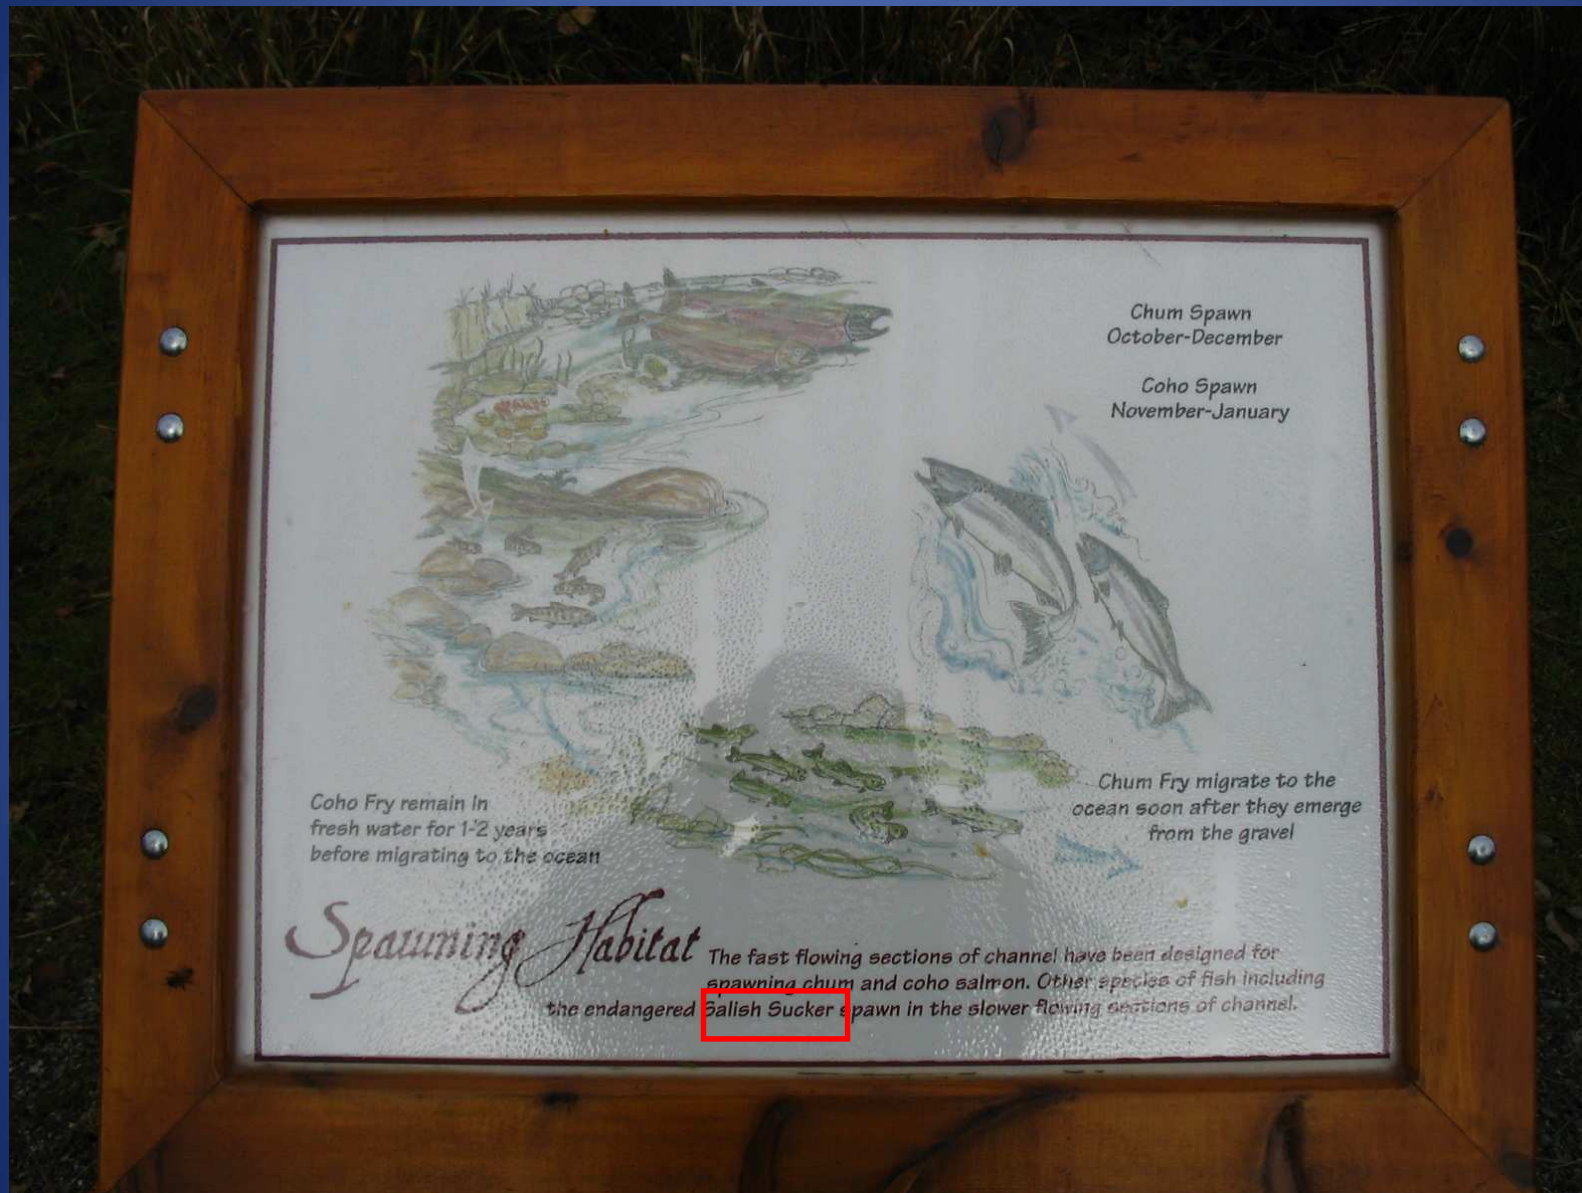 Chum Spawn
October-December
Coho Spawn
November-January
Chum Fry migrate to the
ocean soon after they emerge
from the gravel
Coho Fry remain in
fresh water for 1-2 years
before migrating to the ocean
Spawning Habitat
The fast flowing sections of channel have been designed for
spawning chum and coho salmon. Other species of fish including
the endangered Salish Sucker spawn in the slower flowing sections of channel.